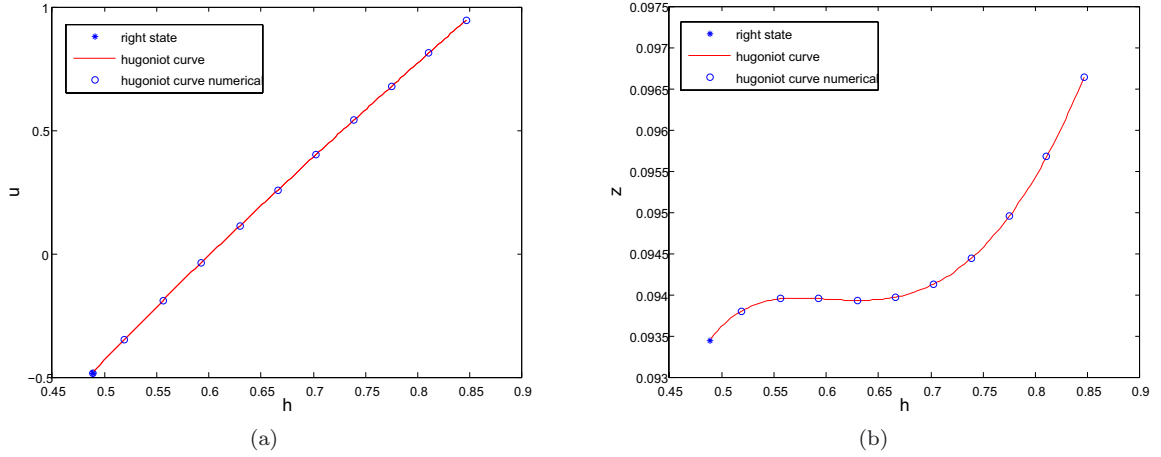 1
0.5
0
−0.5
u
0.45 0.5 0.55 0.6 0.65 0.7 0.75 0.8 0.85 0.9
h
right state
hugoniot curve
hugoniot curve numerical
(a)
0.0975
0.097
0.0965
0.096
0.0955
0.095
0.0945
0.094
0.0935
0.093
z
0.45 0.5 0.55 0.6 0.65 0.7 0.75 0.8 0.85 0.9
h
right state
hugoniot curve
hugoniot curve numerical
(b)